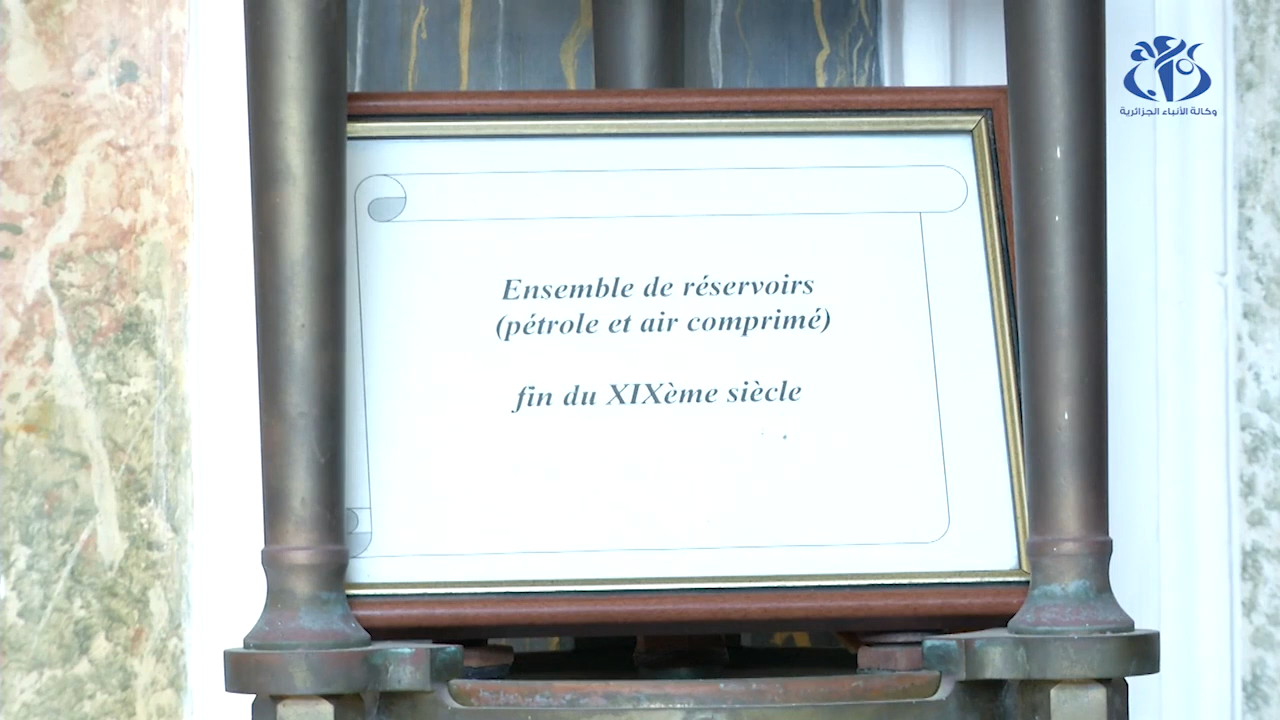 وكالة الأنباء الجزائرية
Ensemble de réservoirs
(pétrole et air comprimé)
fin du XIXème siècle